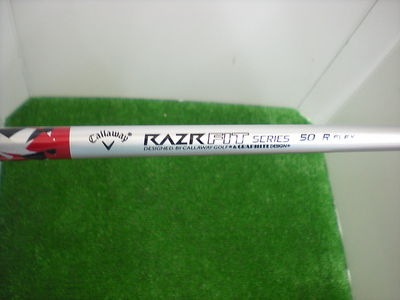 Callaway RAZR FIT SERIES 50 R FLEX
DESIGNED BY CALLAWAY GOLF & GRAPHITE DESIGN